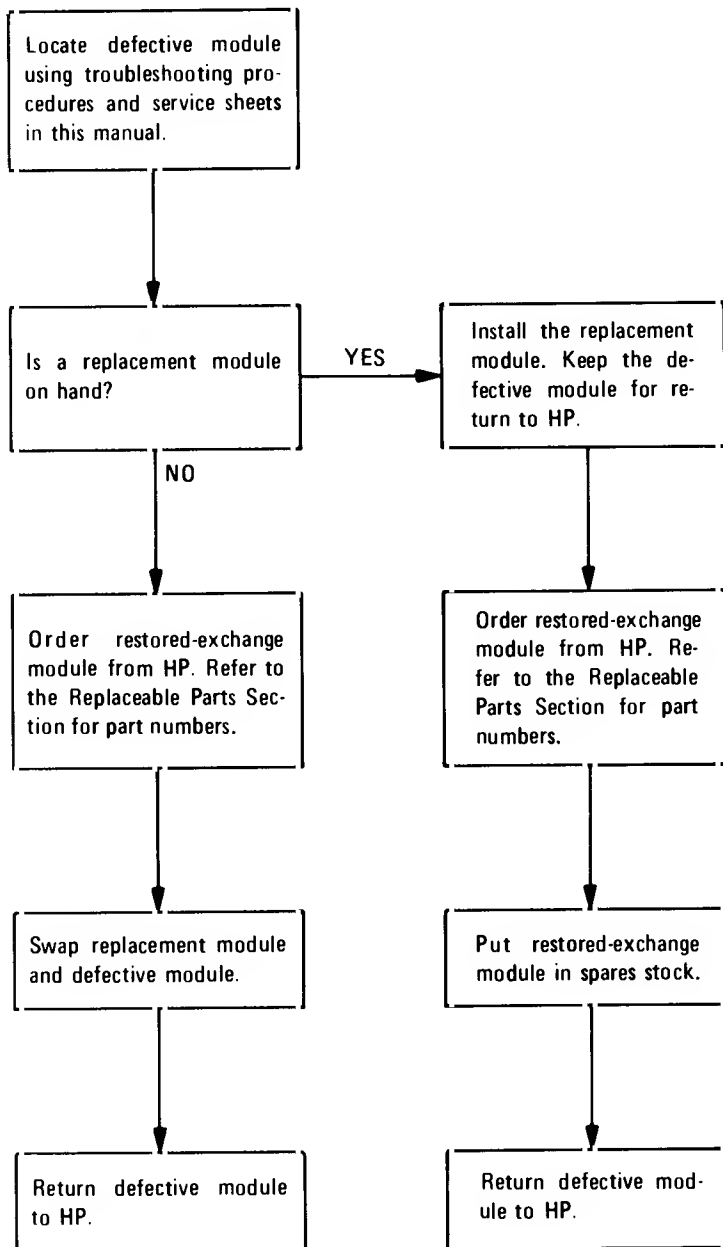 Locate defective module
using troubleshooting pro-
cedures and service sheets
in this manual.
Is a replacement module
on hand?
YES
Install the replacement
module. Keep the de-
fective module for re-
turn to HP.
NO
Order restored-exchange
module from HP. Refer to
the Replaceable Parts Sec-
tion for part numbers.
Order restored-exchange
module from HP. Re-
fer to the Replaceable
Parts Section for part
numbers.
Swap replacement module
and defective module.
Put restored-exchange
module in spares stock.
Return defective module
to HP.
Return defective mod-
ule to HP.